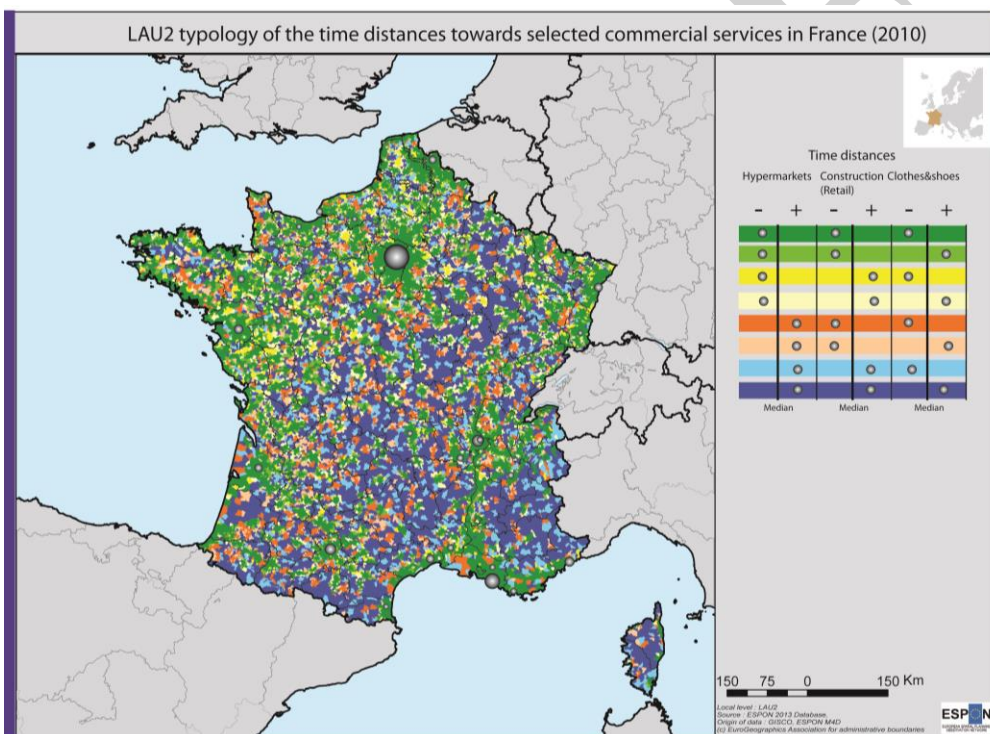 LAU2 typology of the time distances towards selected commercial services in France (2010)
Time distances
Hypermarkets Construction Clothes&shoes
(Retail)
- + - + - +
Median Median Median
150 75 0 150 Km
Local level : LAU2
Source : ESPON 2013 Database,
Origin of data : GISCO, ESPON M4D
(c) EuroGeographics Association for administrative boundaries
ESPON